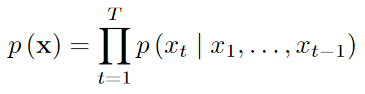 p(𝐱) = ∏_{t=1}^{T} p(x_t | x_1, . . . , x_{t−1})